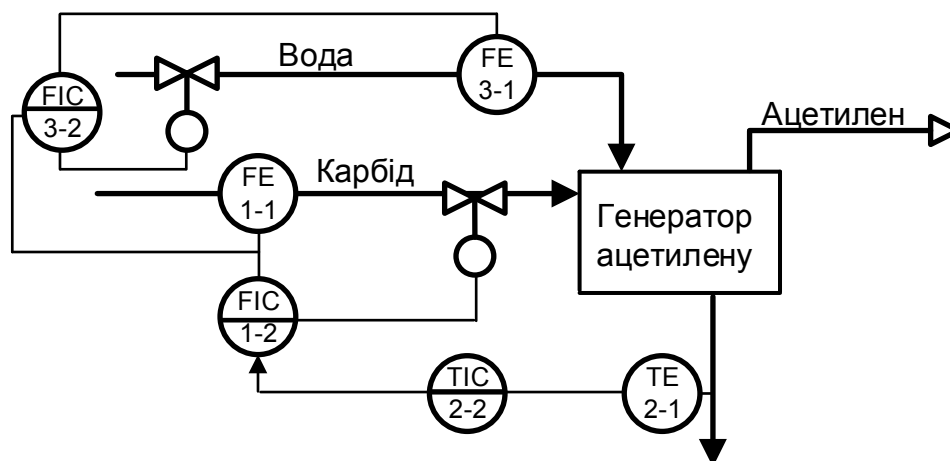 Вода
FE
3-1
FIC
3-2
Ацетилен
Карбід
FE
1-1
Генератор
ацетилену
FIC
1-2
TIC
2-2
TE
2-1